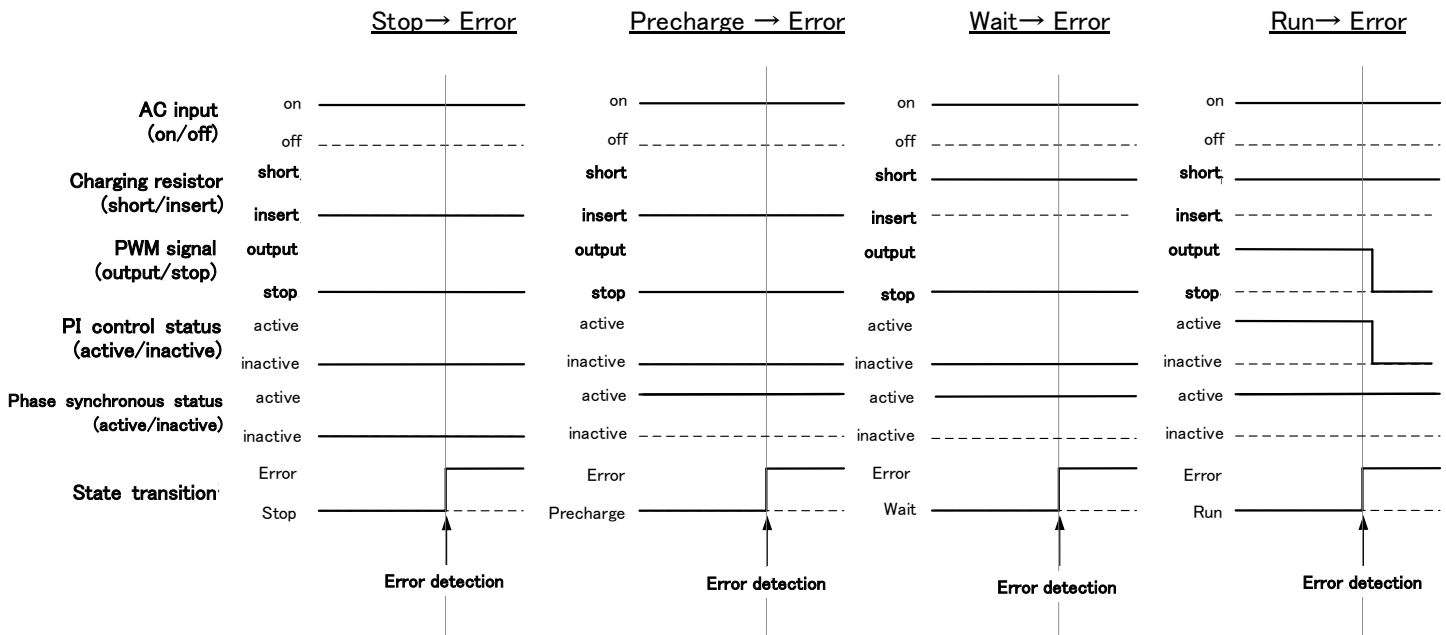 Stop→ Error    Precharge → Error    Wait→ Error    Run→ Error
AC input    on    on    on    on
(on/off)    off    off    off    off
Charging resistor    short    short    short    short
(short/insert)    insert    insert    insert    insert
PWM signal    output    output    output    output
(output/stop)    stop    stop    stop    stop
PI control status    active    active    active    active
(active/inactive)    inactive    inactive    inactive    inactive
Phase synchronous status    active    active    active    active
(active/inactive)    inactive    inactive    inactive    inactive
Error    Error    Error    Error
State transition
Stop    Precharge    Wait    Run
Error detection    Error detection    Error detection    Error detection